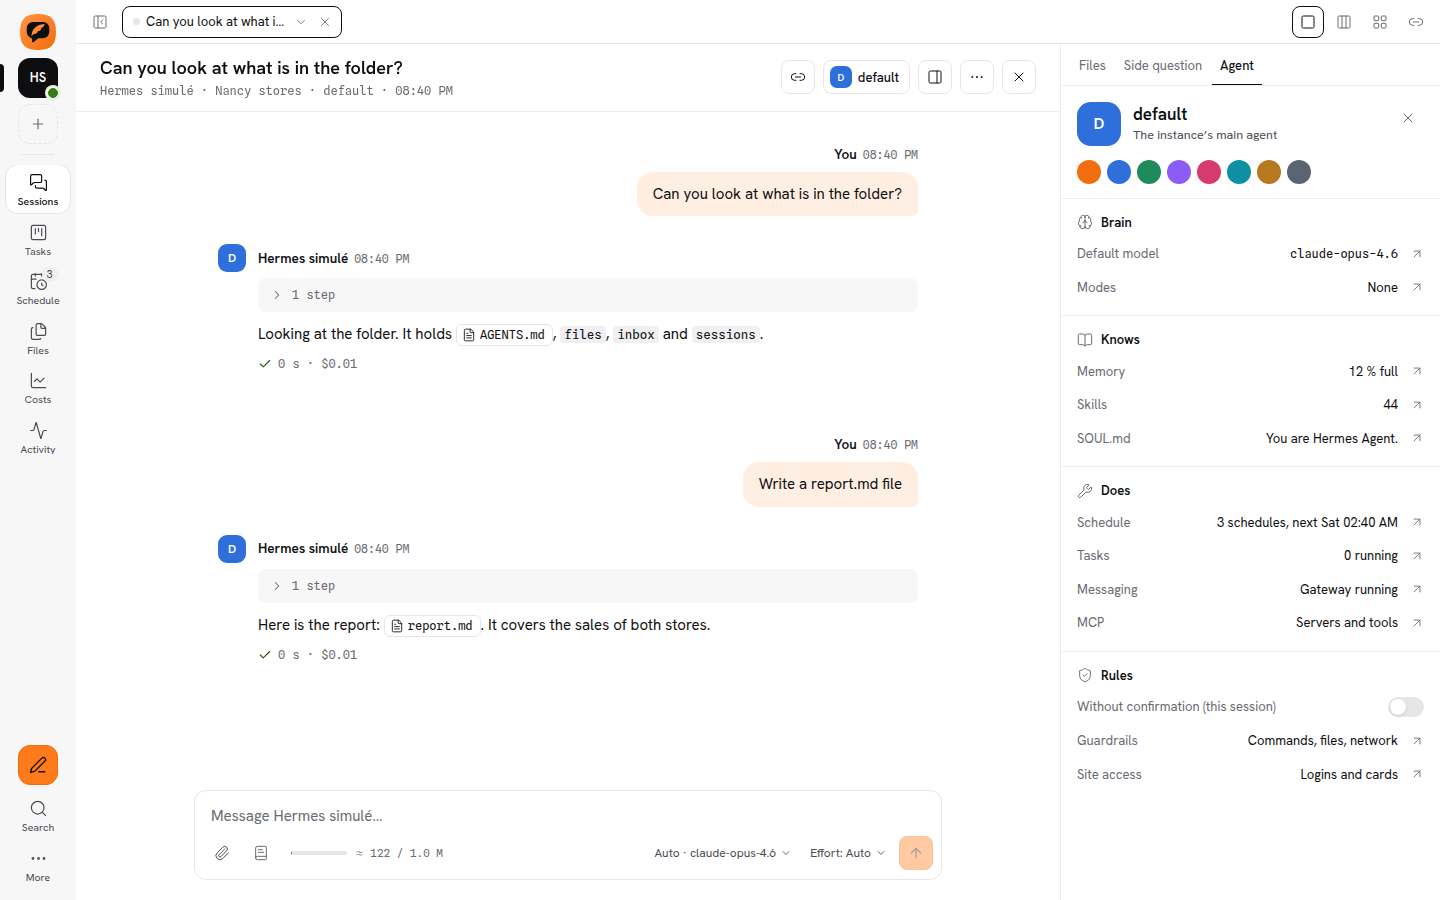 Can you look at what i...
HS
Sessions
Tasks
3
Schedule
Files
Costs
Activity
Search
More
Can you look at what is in the folder?
Hermes simulé · Nancy stores · default · 08:40 PM
D default
You 08:40 PM
Can you look at what is in the folder?
D Hermes simulé 08:40 PM
1 step
Looking at the folder. It holds AGENTS.md, files, inbox and sessions.
0 s · $0.01
You 08:40 PM
Write a report.md file
D Hermes simulé 08:40 PM
1 step
Here is the report: report.md. It covers the sales of both stores.
0 s · $0.01
Message Hermes simulé...
≈ 122 / 1.0 M
Auto · claude-opus-4.6
Effort: Auto
Files Side question Agent
D
default
The instance’s main agent
Brain
Default model claude-opus-4.6
Modes None
Knows
Memory 12 % full
Skills 44
SOUL.md You are Hermes Agent.
Does
Schedule 3 schedules, next Sat 02:40 AM
Tasks 0 running
Messaging Gateway running
MCP Servers and tools
Rules
Without confirmation (this session)
Guardrails Commands, files, network
Site access Logins and cards